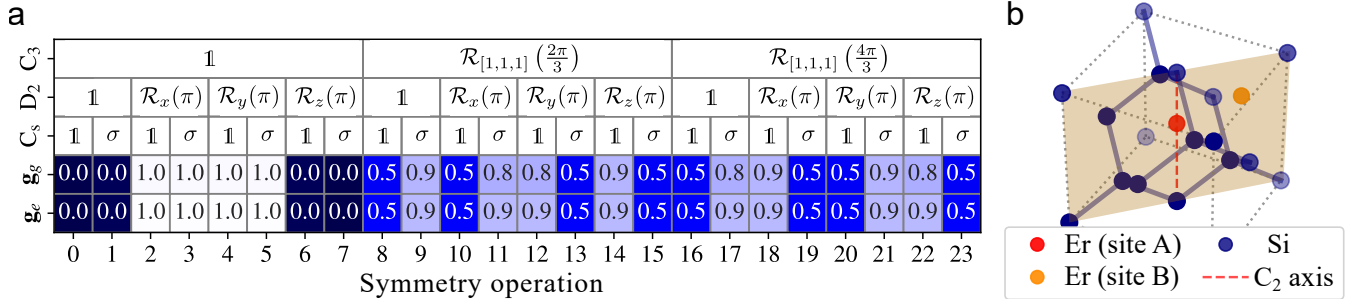 a
C₃ 𝟙 R[1,1,1] (2π/3) R[1,1,1] (4π/3)
D₂ 𝟙 Rx(π) Ry(π) Rz(π) 𝟙 Rx(π) Ry(π) Rz(π) 𝟙 Rx(π) Ry(π) Rz(π)
Cs 𝟙 σ 𝟙 σ 𝟙 σ 𝟙 σ 𝟙 σ 𝟙 σ 𝟙 σ 𝟙 σ 𝟙 σ 𝟙 σ 𝟙 σ 𝟙 σ
gg 0.0 0.0 1.0 1.0 1.0 1.0 0.0 0.0 0.5 0.9 0.5 0.8 0.8 0.5 0.9 0.5 0.5 0.8 0.9 0.5 0.5 0.9 0.8 0.5
ge 0.0 0.0 1.0 1.0 1.0 1.0 0.0 0.0 0.5 0.9 0.5 0.9 0.9 0.5 0.9 0.5 0.5 0.9 0.9 0.5 0.5 0.9 0.9 0.5
0 1 2 3 4 5 6 7 8 9 10 11 12 13 14 15 16 17 18 19 20 21 22 23
Symmetry operation
b
Er (site A) Si
Er (site B) C₂ axis